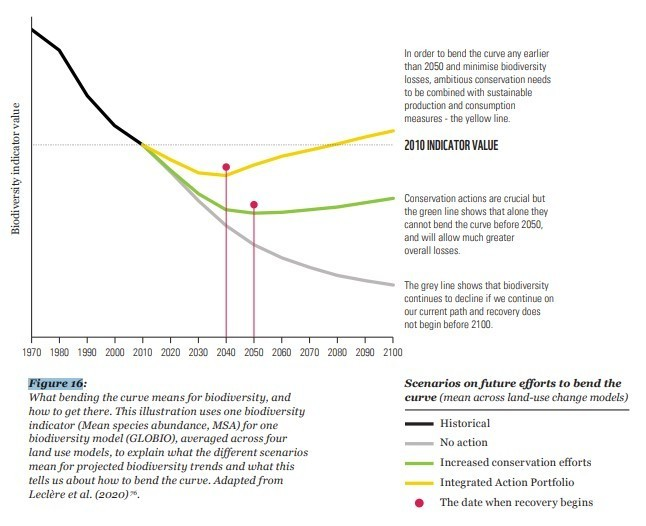 In order to bend the curve any earlier
than 2050 and minimise biodiversity
losses, ambitious conservation needs
to be combined with sustainable
production and consumption
measures - the yellow line.
2010 INDICATOR VALUE
Biodiversity indicator value
Conservation actions are crucial but
the green line shows that alone they
cannot bend the curve before 2050,
and will allow much greater
overall losses.
The grey line shows that biodiversity
continues to decline if we continue on
our current path and recovery does
not begin before 2100.
1970 1980 1990 2000 2010 2020 2030 2040 2050 2060 2070 2080 2090 2100
Figure 16:
What bending the curve means for biodiversity, and
how to get there. This illustration uses one biodiversity
indicator (Mean species abundance, MSA) for one
biodiversity model (GLOBIO), averaged across four
land use models, to explain what the different scenarios
mean for projected biodiversity trends and what this
tells us about how to bend the curve. Adapted from
Leclère et al. (2020)⁷⁶.
Scenarios on future efforts to bend the
curve (mean across land-use change models)
Historical
No action
Increased conservation efforts
Integrated Action Portfolio
The date when recovery begins